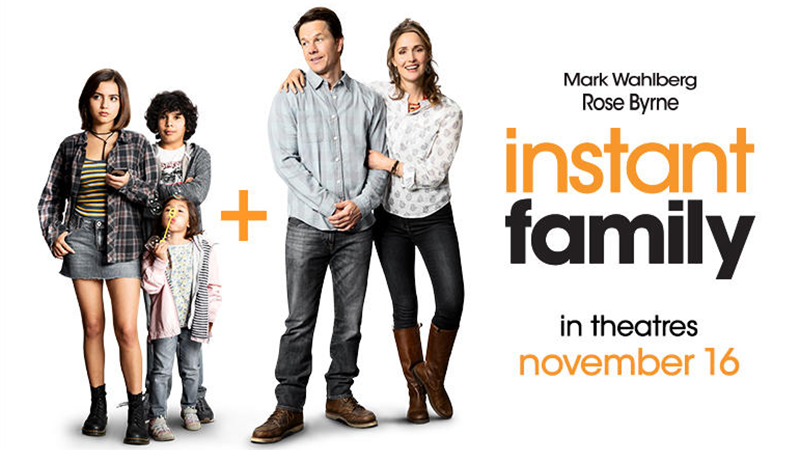 Mark Wahlberg
Rose Byrne
+
instant
family
in theatres
november 16